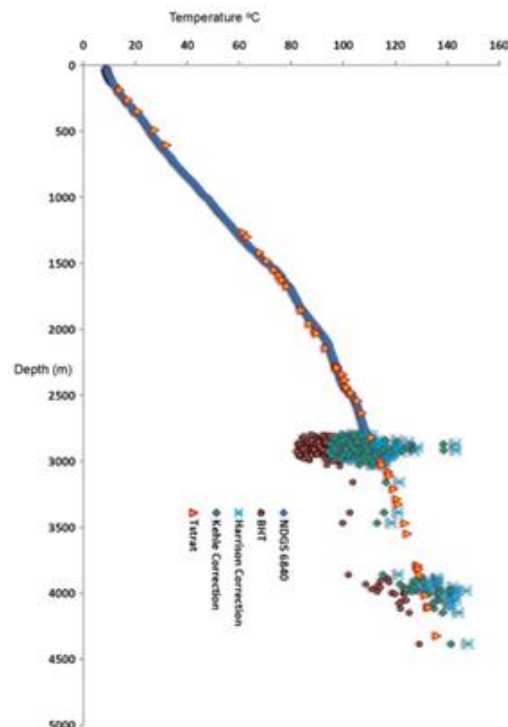 Temperature ºC
0 20 40 60 80 100 120 140 160
0
500
1000
1500
2000
Depth (m)
2500
3000
3500
4000
4500
5000
NDGS 6840
BHT
Harrison Correction
Kehle Correction
Tstrat